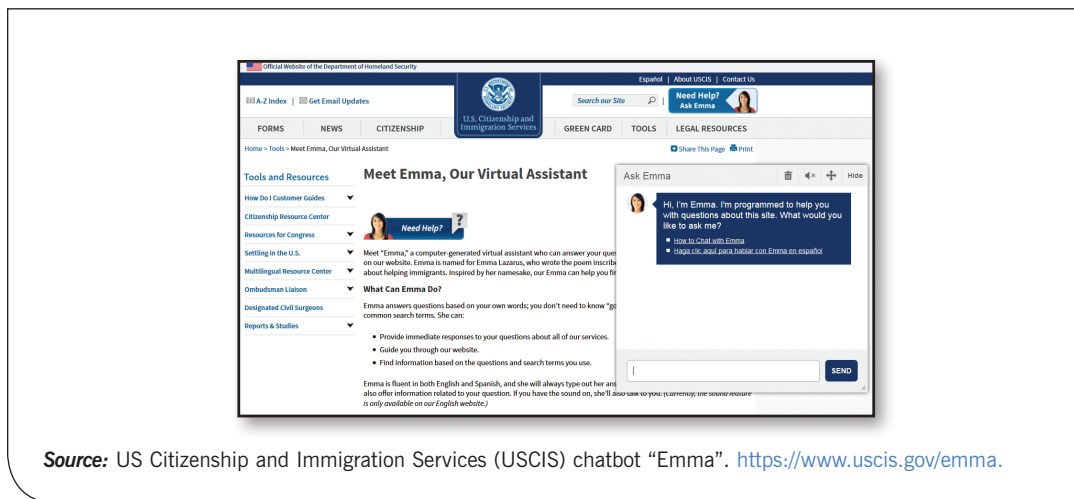 Official Website of the Department of Homeland Security
Español | About USCIS | Contact Us
A-Z Index | Get Email Updates
Search our Site
Need Help?
Ask Emma
U.S. Citizenship and
Immigration Services
FORMS NEWS CITIZENSHIP GREEN CARD TOOLS LEGAL RESOURCES
Home > Tools > Meet Emma, Our Virtual Assistant
Share This Page Print
Tools and Resources
How Do I Customer Guides
Citizenship Resource Center
Resources for Congress
Settling in the U.S.
Multilingual Resource Center
Ombudsman Liaison
Designated Civil Surgeons
Reports & Studies
Meet Emma, Our Virtual Assistant
Need Help?
?
Meet "Emma," a computer-generated virtual assistant who can answer your
on our website. Emma is named for Emma Lazarus, who wrote the poem
about helping immigrants. Inspired by her namesake, our Emma can help you
What Can Emma Do?
Emma answers questions based on your own words; you don't need to know
common search terms. She can:
• Provide immediate responses to your questions about all of our services.
• Guide you through our website.
• Find information based on the questions and search terms you use.
Emma is fluent in both English and Spanish, and she will always type out her
also offer information related to your question. If you have the sound on, she'll also talk to you. (Currently, the sound feature
is only available on our English website.)
Ask Emma
Hide
Hi, I'm Emma. I'm programmed to help you
with questions about this site. What would you
like to ask me?
How to Chat with Emma
Haga clic aquí para hablar con Emma en español
SEND
Source: US Citizenship and Immigration Services (USCIS) chatbot “Emma”. https://www.uscis.gov/emma.